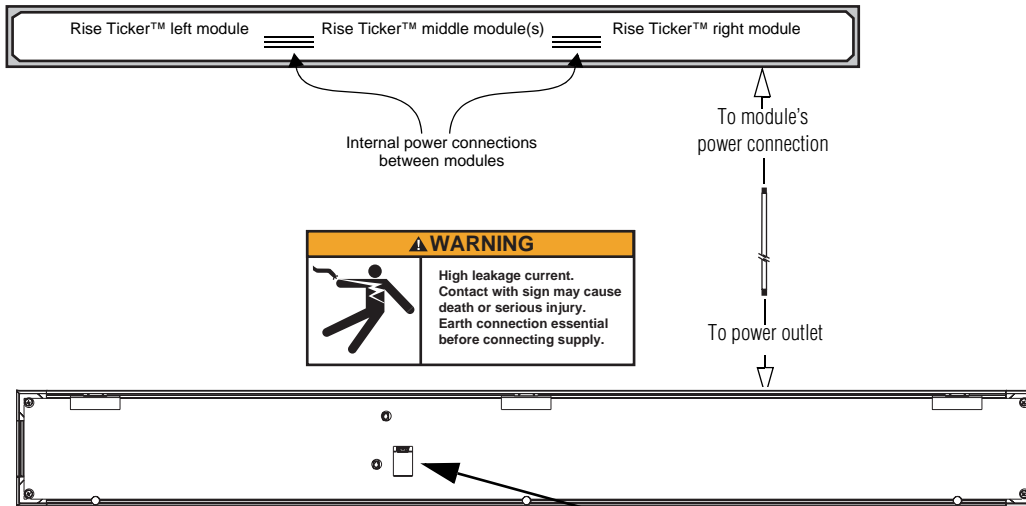 Rise Ticker™ left module
Rise Ticker™ middle module(s)
Rise Ticker™ right module
Internal power connections
between modules
To module's
power connection
WARNING
High leakage current.
Contact with sign may cause
death or serious injury.
Earth connection essential
before connecting supply.
To power outlet